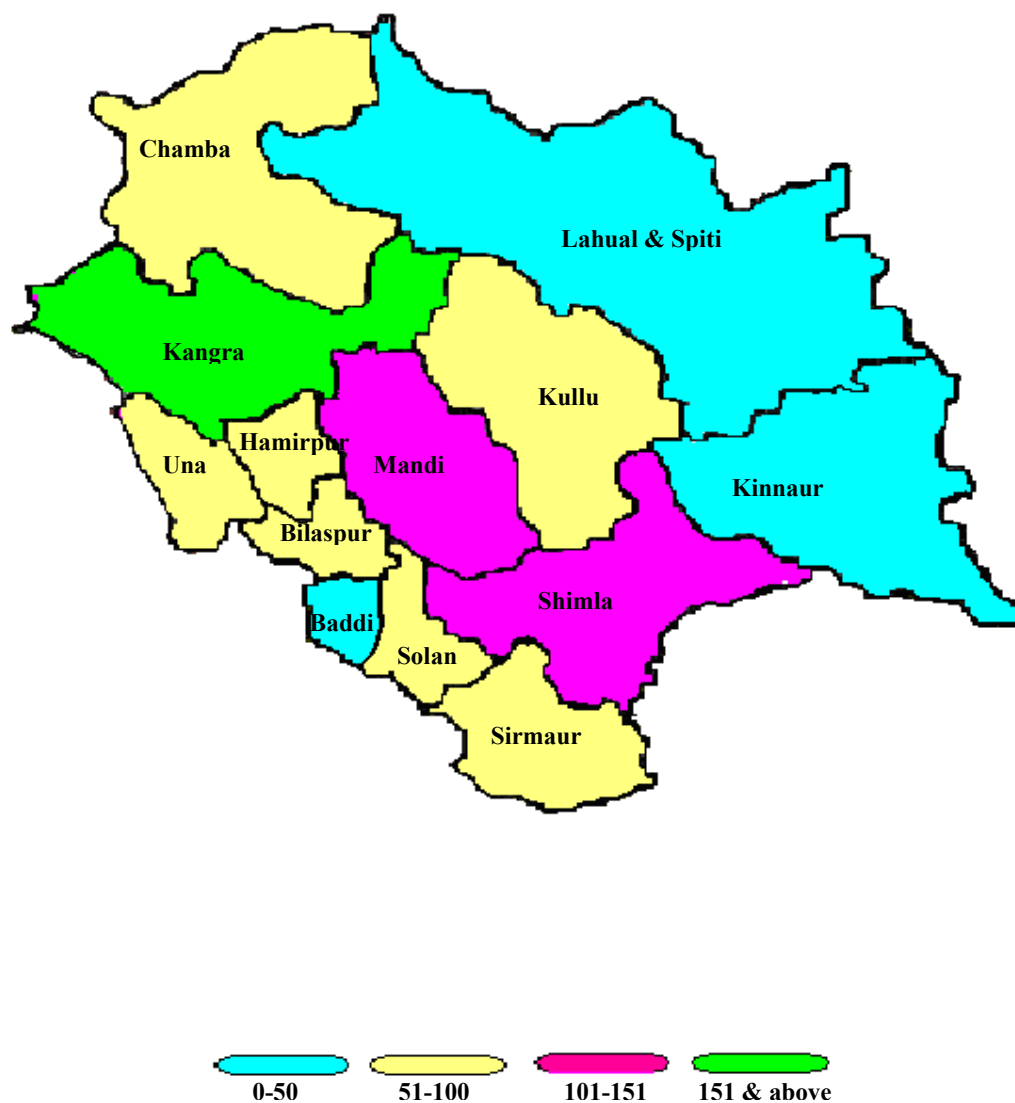 Chamba
Lahual & Spiti
Kangra
Kullu
Hamirpur
Una
Mandi
Kinnaur
Bilaspur
Baddi
Shimla
Solan
Sirmaur
0-50
51-100
101-151
151 & above